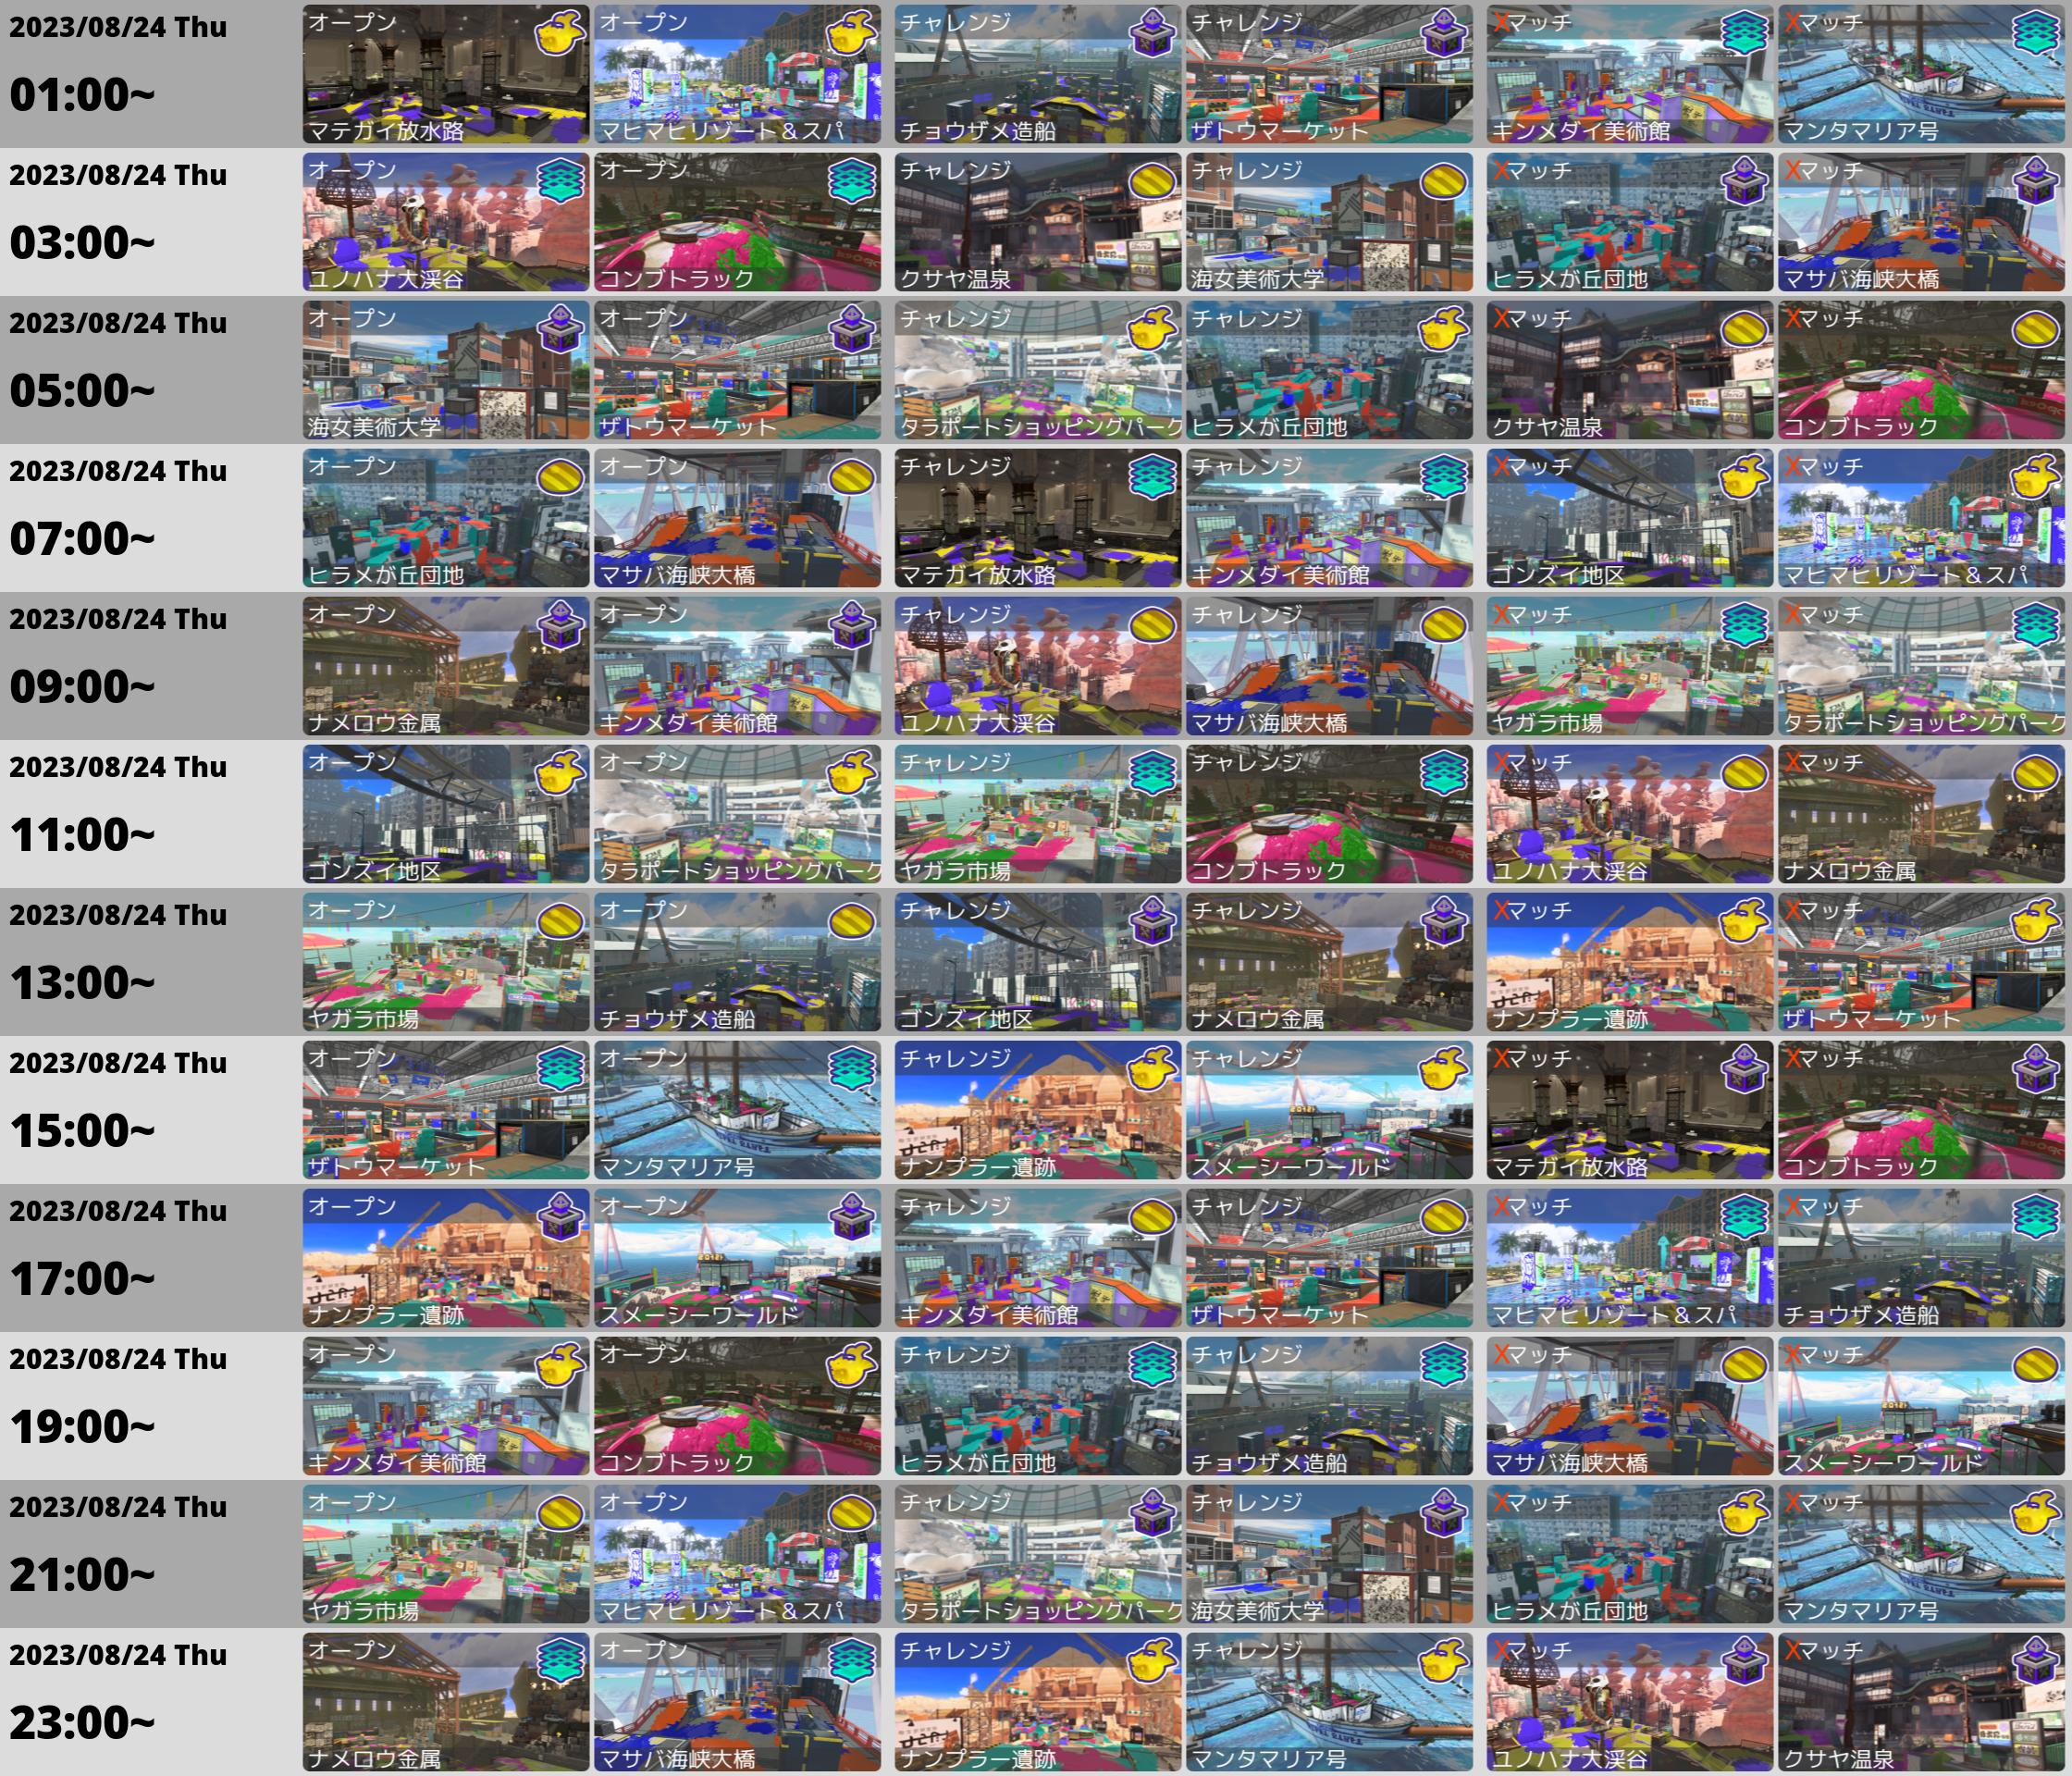 2023/08/24 Thu
01:00~
オープン
マテガイ放水路
オープン
マヒマヒリゾート＆スパ
チャレンジ
チョウザメ造船
チャレンジ
ザトウマーケット
Xマッチ
キンメダイ美術館
Xマッチ
マンタマリア号
2023/08/24 Thu
03:00~
オープン
ユノハナ大渓谷
オープン
コンブトラック
チャレンジ
クサヤ温泉
チャレンジ
海女美術大学
Xマッチ
ヒラメが丘団地
Xマッチ
マサバ海峡大橋
2023/08/24 Thu
05:00~
オープン
海女美術大学
オープン
ザトウマーケット
チャレンジ
タラポートショッピングパーク
チャレンジ
ヒラメが丘団地
Xマッチ
クサヤ温泉
Xマッチ
コンブトラック
2023/08/24 Thu
07:00~
オープン
ヒラメが丘団地
オープン
マサバ海峡大橋
チャレンジ
マテガイ放水路
チャレンジ
キンメダイ美術館
Xマッチ
ゴンズイ地区
Xマッチ
マヒマヒリゾート＆スパ
2023/08/24 Thu
09:00~
オープン
ナメロウ金属
オープン
キンメダイ美術館
チャレンジ
ユノハナ大渓谷
チャレンジ
マサバ海峡大橋
Xマッチ
ヤガラ市場
Xマッチ
タラポートショッピングパーク
2023/08/24 Thu
11:00~
オープン
ゴンズイ地区
オープン
タラポートショッピングパーク
チャレンジ
ヤガラ市場
チャレンジ
コンブトラック
Xマッチ
ユノハナ大渓谷
Xマッチ
ナメロウ金属
2023/08/24 Thu
13:00~
オープン
ヤガラ市場
オープン
チョウザメ造船
チャレンジ
ゴンズイ地区
チャレンジ
ナメロウ金属
Xマッチ
ナンプラー遺跡
Xマッチ
ザトウマーケット
2023/08/24 Thu
15:00~
オープン
ザトウマーケット
オープン
マンタマリア号
チャレンジ
ナンプラー遺跡
チャレンジ
スメーシーワールド
Xマッチ
マテガイ放水路
Xマッチ
コンブトラック
2023/08/24 Thu
17:00~
オープン
ナンプラー遺跡
オープン
スメーシーワールド
チャレンジ
キンメダイ美術館
チャレンジ
ザトウマーケット
Xマッチ
マヒマヒリゾート＆スパ
Xマッチ
チョウザメ造船
2023/08/24 Thu
19:00~
オープン
キンメダイ美術館
オープン
コンブトラック
チャレンジ
ヒラメが丘団地
チャレンジ
チョウザメ造船
Xマッチ
マサバ海峡大橋
Xマッチ
スメーシーワールド
2023/08/24 Thu
21:00~
オープン
ヤガラ市場
オープン
マヒマヒリゾート＆スパ
チャレンジ
タラポートショッピングパーク
チャレンジ
海女美術大学
Xマッチ
ヒラメが丘団地
Xマッチ
マンタマリア号
2023/08/24 Thu
23:00~
オープン
ナメロウ金属
オープン
マサバ海峡大橋
チャレンジ
ナンプラー遺跡
チャレンジ
マンタマリア号
Xマッチ
ユノハナ大渓谷
Xマッチ
クサヤ温泉